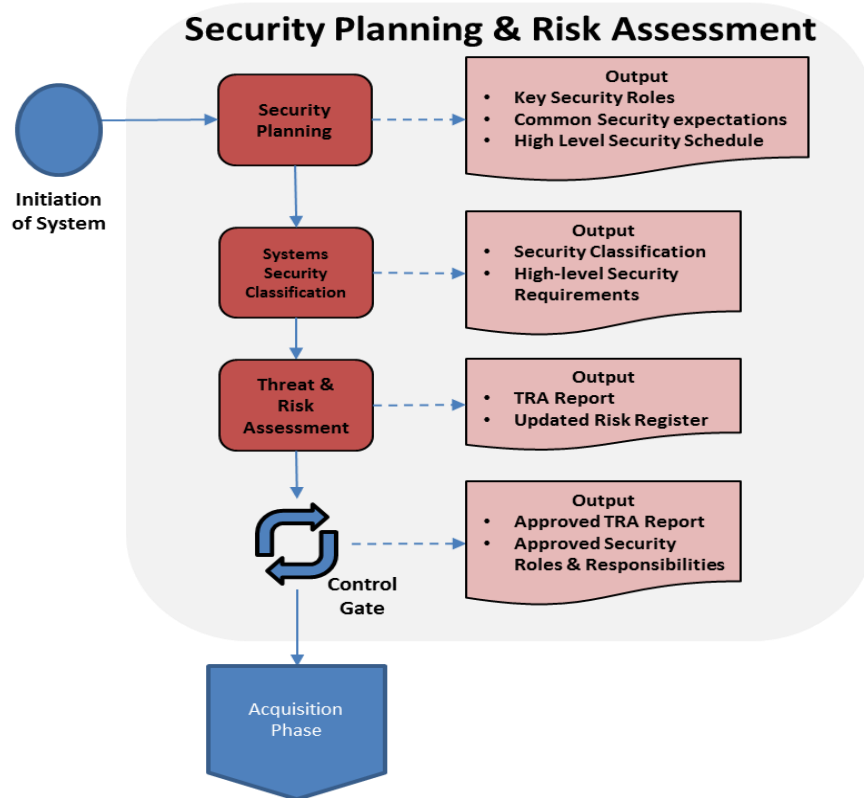 Security Planning & Risk Assessment
Initiation
of System
Security
Planning
Output
• Key Security Roles
• Common Security expectations
• High Level Security Schedule
Systems
Security
Classification
Output
• Security Classification
• High-level Security
Requirements
Threat &
Risk
Assessment
Output
• TRA Report
• Updated Risk Register
Control
Gate
Output
• Approved TRA Report
• Approved Security
Roles & Responsibilities
Acquisition
Phase